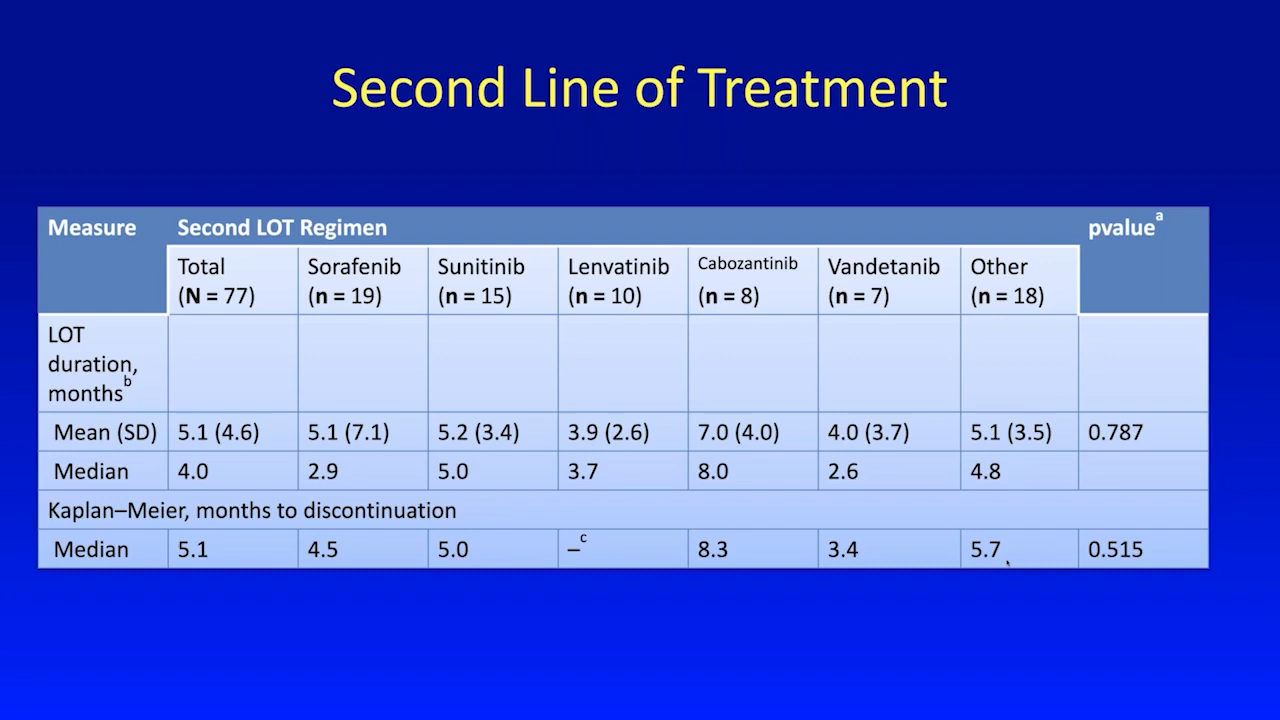 Second Line of Treatment
Measure Second LOT Regimen pvalueª
Total Sorafenib Sunitinib Lenvatinib Cabozantinib Vandetanib Other
(N = 77) (n = 19) (n = 15) (n = 10) (n = 8) (n = 7) (n = 18)
LOT
duration,
monthsᵇ
Mean (SD) 5.1 (4.6) 5.1 (7.1) 5.2 (3.4) 3.9 (2.6) 7.0 (4.0) 4.0 (3.7) 5.1 (3.5) 0.787
Median 4.0 2.9 5.0 3.7 8.0 2.6 4.8
Kaplan–Meier, months to discontinuation
Median 5.1 4.5 5.0 –ᶜ 8.3 3.4 5.7 0.515